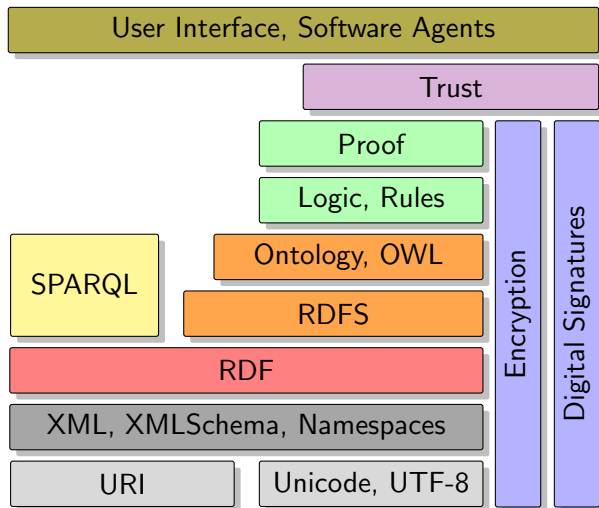 User Interface, Software Agents
Trust
Proof
Logic, Rules
Ontology, OWL
SPARQL
RDFS
RDF
XML, XMLSchema, Namespaces
URI
Unicode, UTF-8
Encryption
Digital Signatures